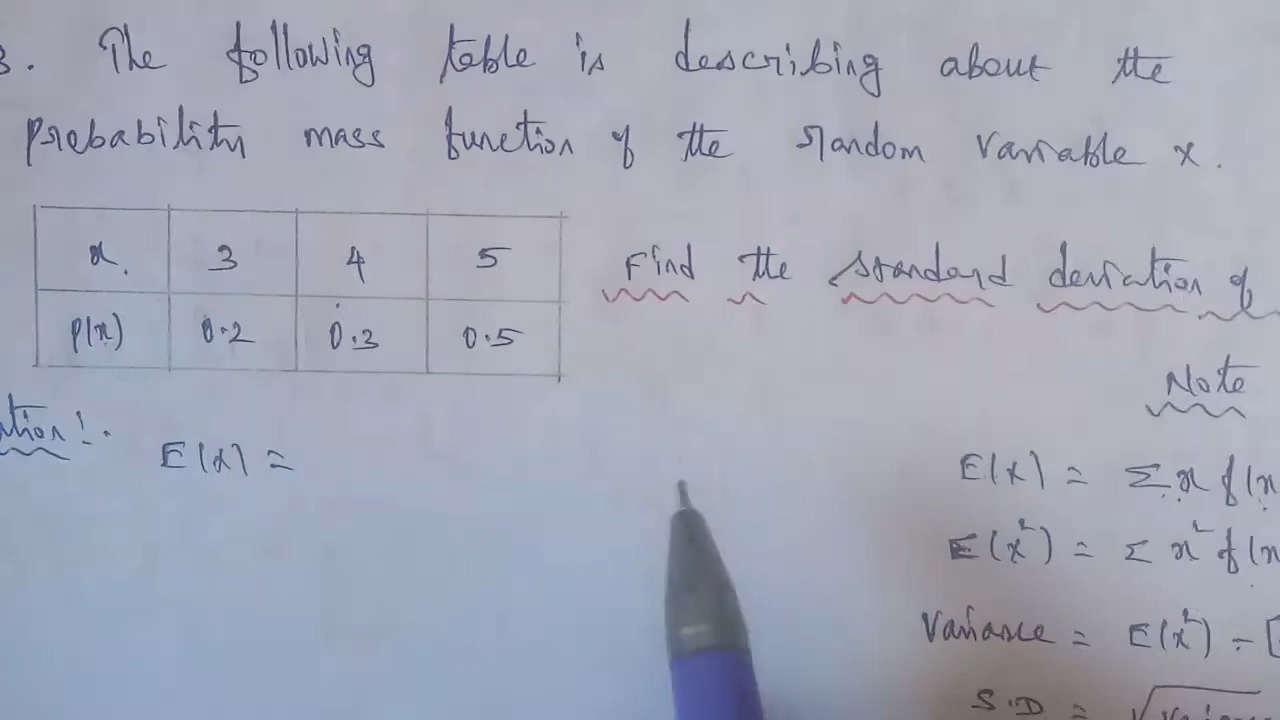 3. The following table is describing about the
probability mass function of the random variable x.
x 3 4 5
P(x) 0.2 0.3 0.5
Find the standard deviation of
Note
E(x) =
E(x) = Σ x f(x
E(x²) = Σ x² f(x
Variance = E(x²) - [
S.D = √